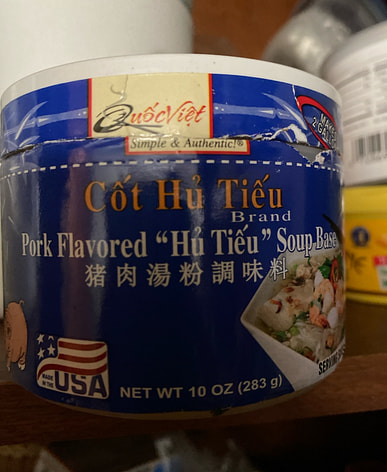 QuốcViệt
Simple & Authentic!®
Cốt Hủ Tiếu
Brand
Pork Flavored "Hủ Tiếu" Soup Base
猪肉湯粉調味料
MADE
IN THE
USA
NET WT 10 OZ (283 g)